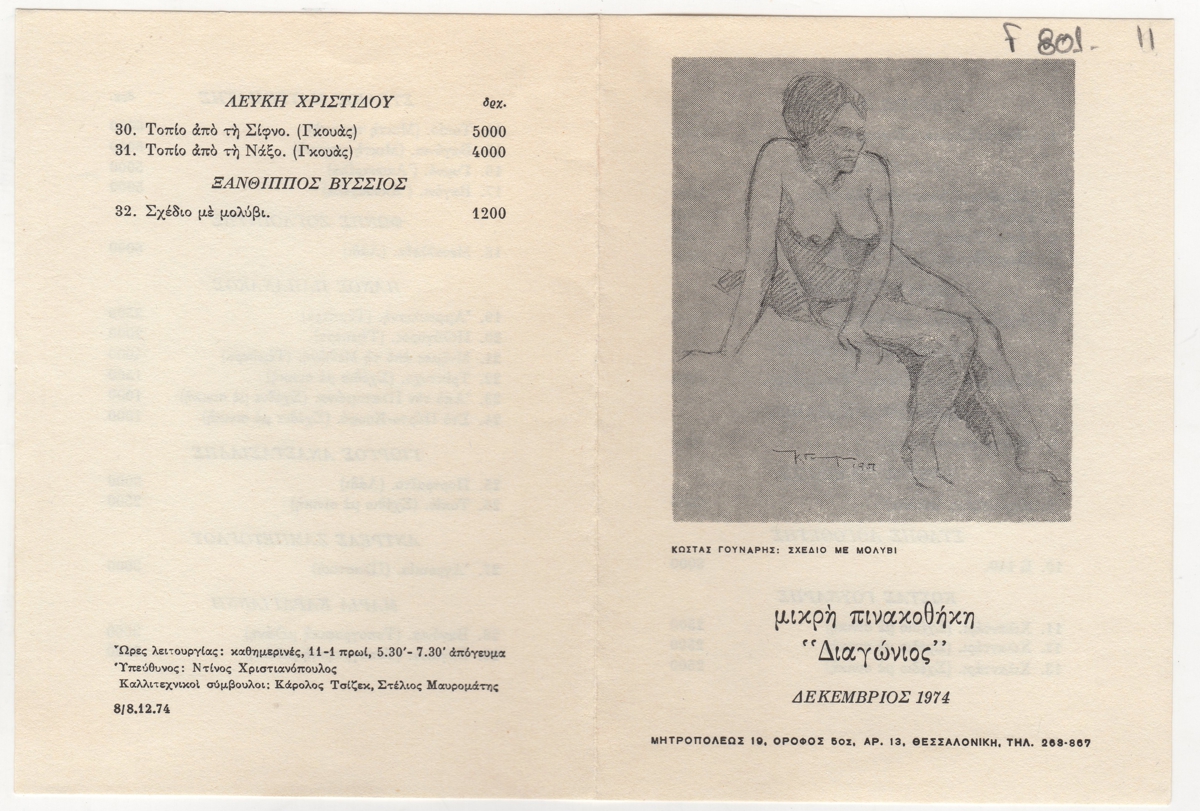 ΛΕΥΚΗ ΧΡΙΣΤΙΔΟΥ δρχ.
30. Τοπίο ἀπὸ τὴ Σίφνο. (Γκουὰς) 5000
31. Τοπίο ἀπὸ τὴ Νάξο. (Γκουὰς) 4000
ΞΑΝΘΙΠΠΟΣ ΒΥΣΣΙΟΣ
32. Σχέδιο μὲ μολύβι. 1200
Ὧρες λειτουργίας: καθημερινές, 11-1 πρωί, 5.30′- 7.30′ ἀπόγευμα
Ὑπεύθυνος: Ντίνος Χριστιανόπουλος
Καλλιτεχνικοὶ σύμβουλοι: Κάρολος Τσίζεκ, Στέλιος Μαυρομάτης
8/8.12.74
F 801- 11
ΚΩΣΤΑΣ ΓΟΥΝΑΡΗΣ: ΣΧΕΔΙΟ ΜΕ ΜΟΛΥΒΙ
μικρὴ πινακοθήκη
“Διαγώνιος”
ΔΕΚΕΜΒΡΙΟΣ 1974
ΜΗΤΡΟΠΟΛΕΩΣ 19, ΟΡΟΦΟΣ 5ος, ΑΡ. 13, ΘΕΣΣΑΛΟΝΙΚΗ, ΤΗΛ. 268-867